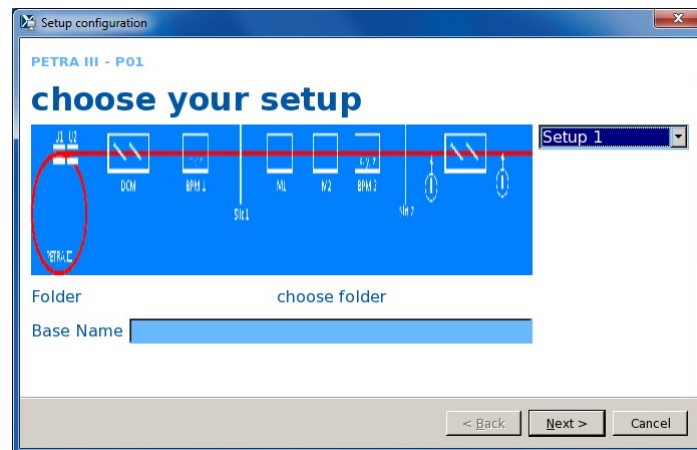 Setup configuration
PETRA III - P01
choose your setup
Setup 1
U1 U2
DCM
BPM 1
Slit 1
M1
M2
BPM 2
Slit 2
PETRA III
Folder
choose folder
Base Name
< Back
Next >
Cancel